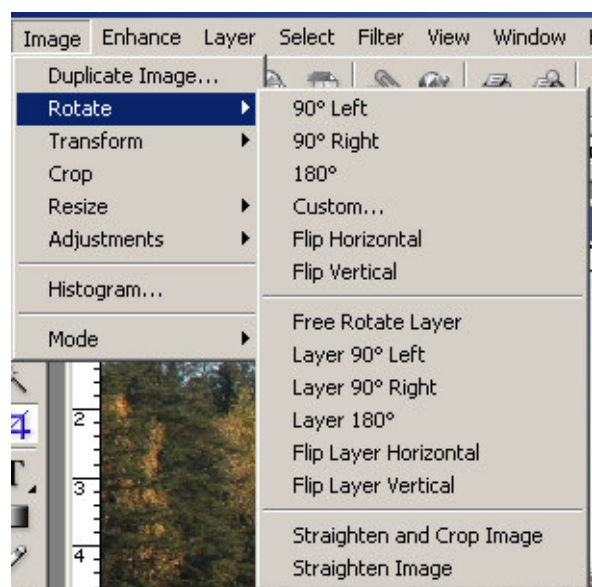 Image Enhance Layer Select Filter View Window
Duplicate Image...
Rotate
Transform
Crop
Resize
Adjustments
Histogram...
Mode
90° Left
90° Right
180°
Custom...
Flip Horizontal
Flip Vertical
Free Rotate Layer
Layer 90° Left
Layer 90° Right
Layer 180°
Flip Layer Horizontal
Flip Layer Vertical
Straighten and Crop Image
Straighten Image
2
3
4